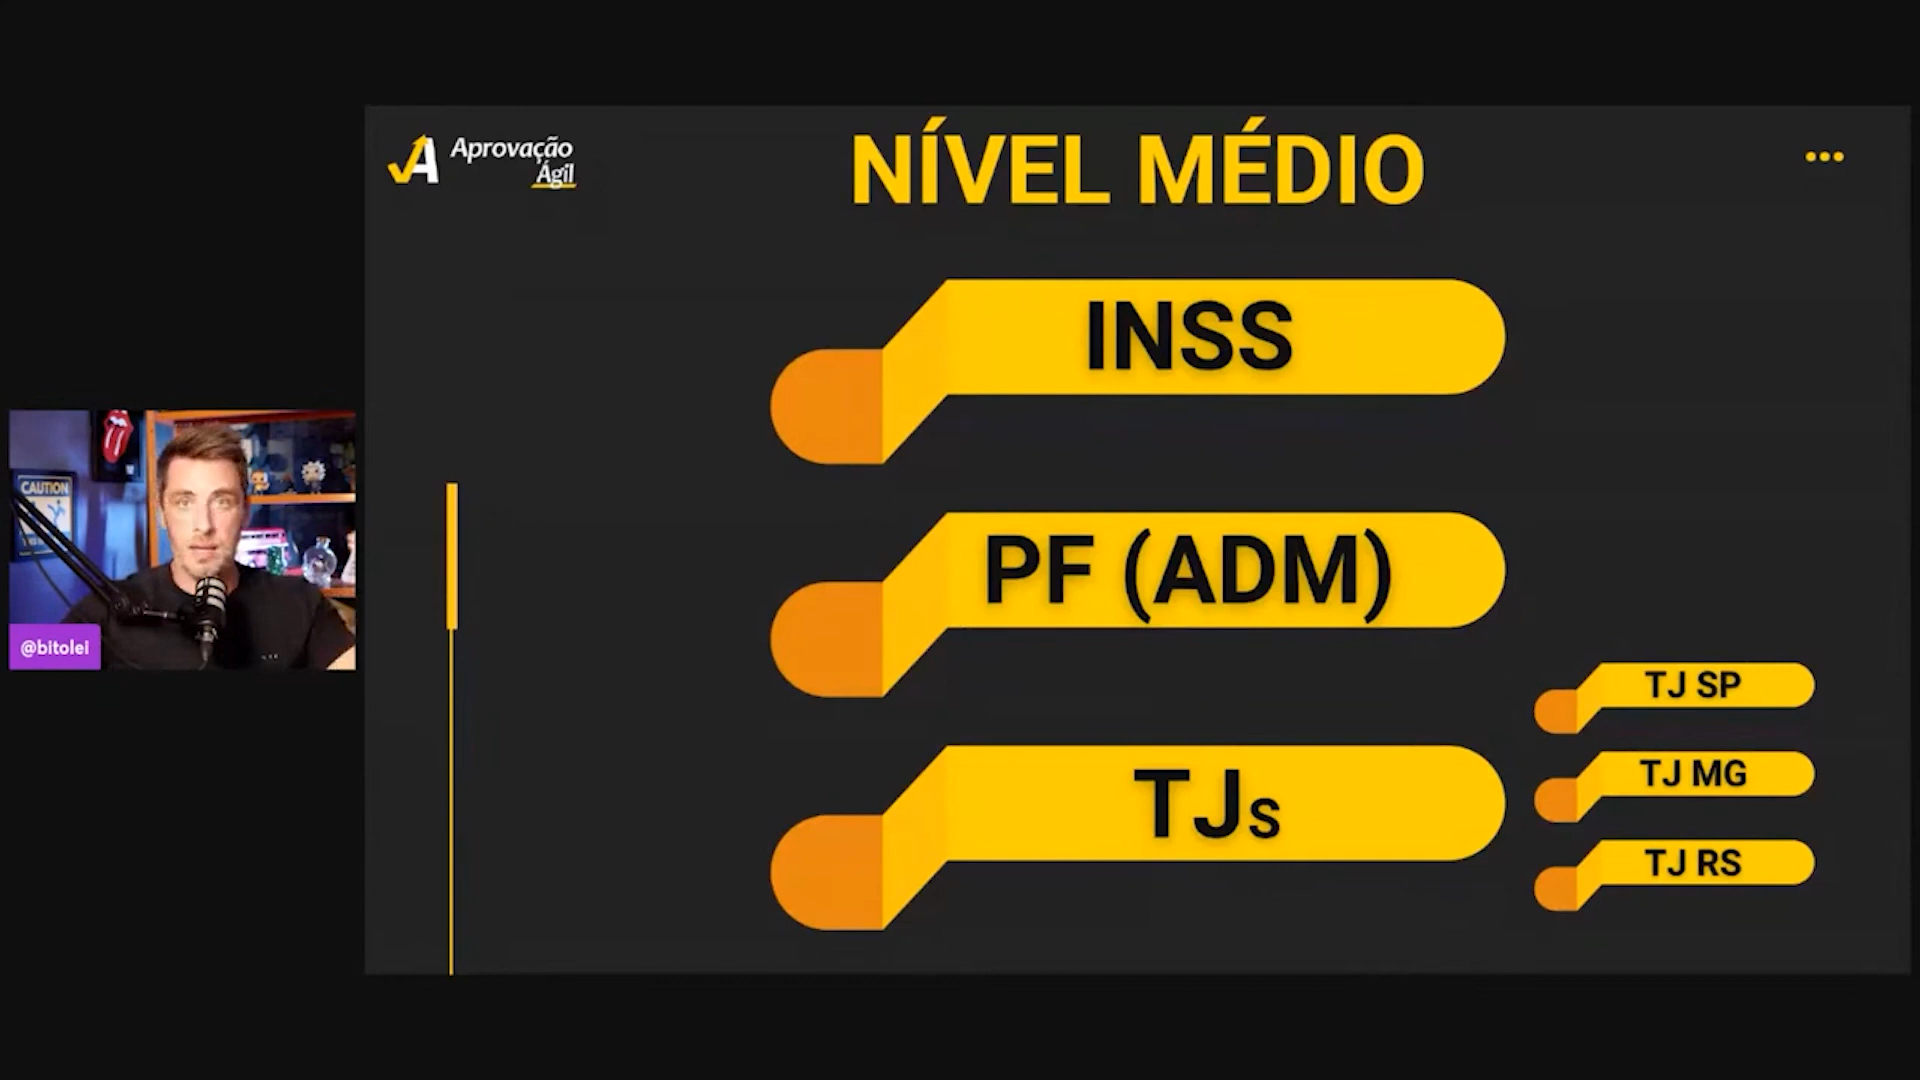 Aprovação
Ágil
NÍVEL MÉDIO
INSS
PF (ADM)
TJs
TJ SP
TJ MG
TJ RS
CAUTION
@bitolei